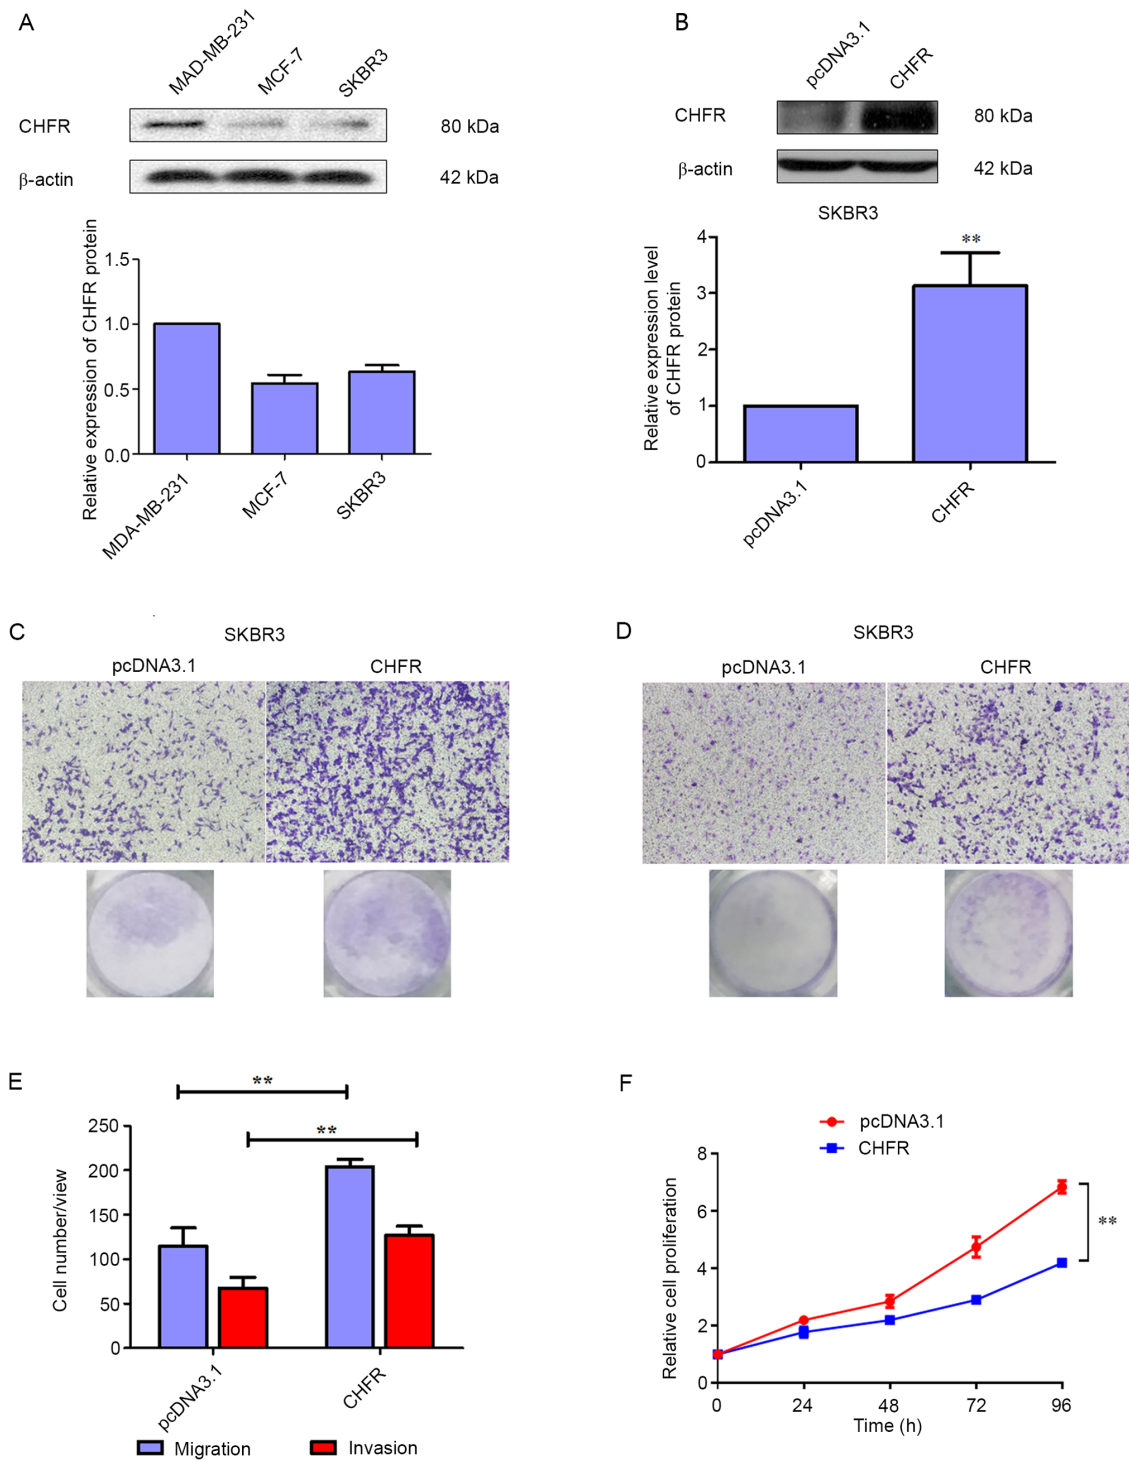 A
MAD-MB-231
MCF-7
SKBR3
CHFR
80 kDa
β-actin
42 kDa
Relative expression of CHFR protein
1.5
1.0
0.5
0.0
MDA-MB-231
MCF-7
SKBR3
B
pcDNA3.1
CHFR
CHFR
80 kDa
β-actin
42 kDa
SKBR3
Relative expression level
of CHFR protein
4
3
2
1
0
**
pcDNA3.1
CHFR
C
SKBR3
pcDNA3.1
CHFR
D
SKBR3
pcDNA3.1
CHFR
E
**
**
Cell number/view
250
200
150
100
50
0
pcDNA3.1
CHFR
Migration
Invasion
F
pcDNA3.1
CHFR
Relative cell proliferation
8
6
4
2
0
**
0 24 48 72 96
Time (h)